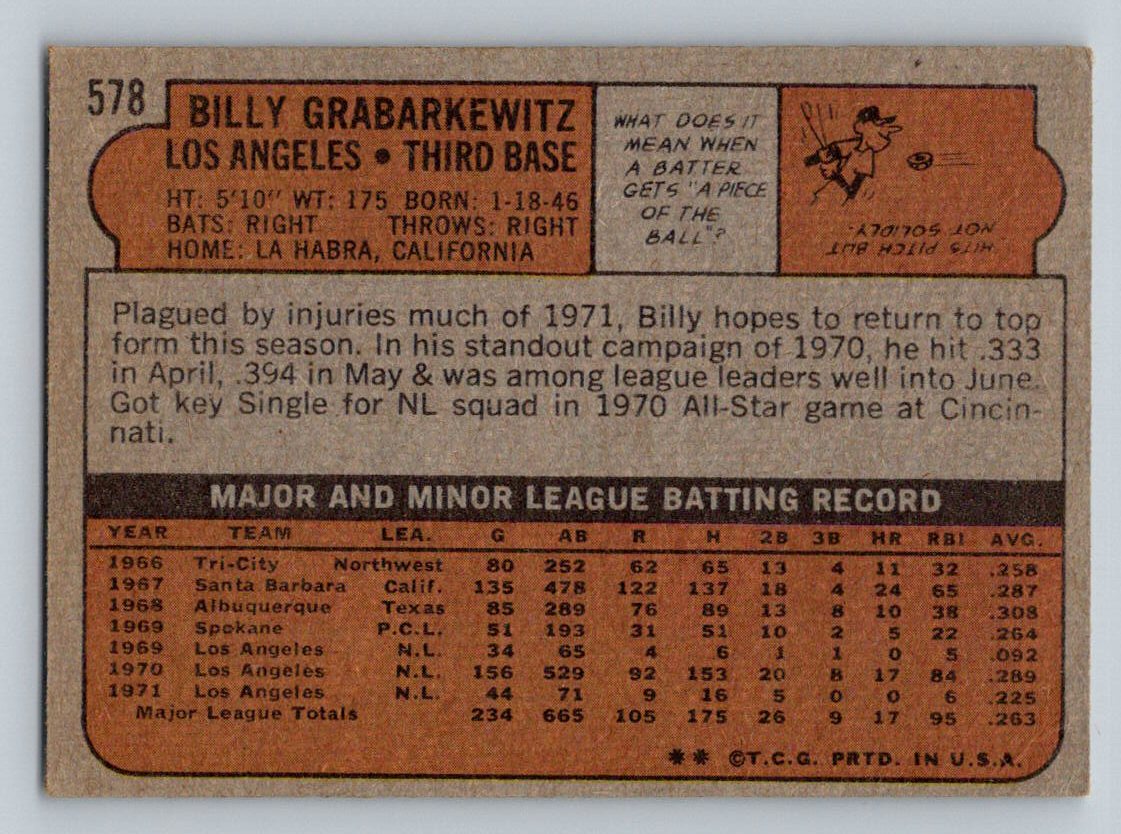 578
BILLY GRABARKEWITZ
LOS ANGELES • THIRD BASE
HT: 5'10" WT: 175 BORN: 1-18-46
BATS: RIGHT THROWS: RIGHT
HOME: LA HABRA, CALIFORNIA
WHAT DOES IT
MEAN WHEN
A BATTER
GETS "A PIECE
OF THE
BALL"?
HITS PITCH BUT
NOT SOLIDLY.
Plagued by injuries much of 1971, Billy hopes to return to top
form this season. In his standout campaign of 1970, he hit .333
in April, .394 in May & was among league leaders well into June.
Got key Single for NL squad in 1970 All-Star game at Cincin-
nati.
MAJOR AND MINOR LEAGUE BATTING RECORD
YEAR TEAM LEA. G AB R H 2B 3B HR RBI AVG.
1966 Tri-City Northwest 80 252 62 65 13 4 11 32 .258
1967 Santa Barbara Calif. 135 478 122 137 18 4 24 65 .287
1968 Albuquerque Texas 85 289 76 89 13 8 10 38 .308
1969 Spokane P.C.L. 51 193 31 51 10 2 5 22 .264
1969 Los Angeles N.L. 34 65 4 6 1 1 0 5 .092
1970 Los Angeles N.L. 156 529 92 153 20 8 17 84 .289
1971 Los Angeles N.L. 44 71 9 16 5 0 0 6 .225
Major League Totals 234 665 105 175 26 9 17 95 .263
** ©T.C.G. PRTD. IN U.S.A.